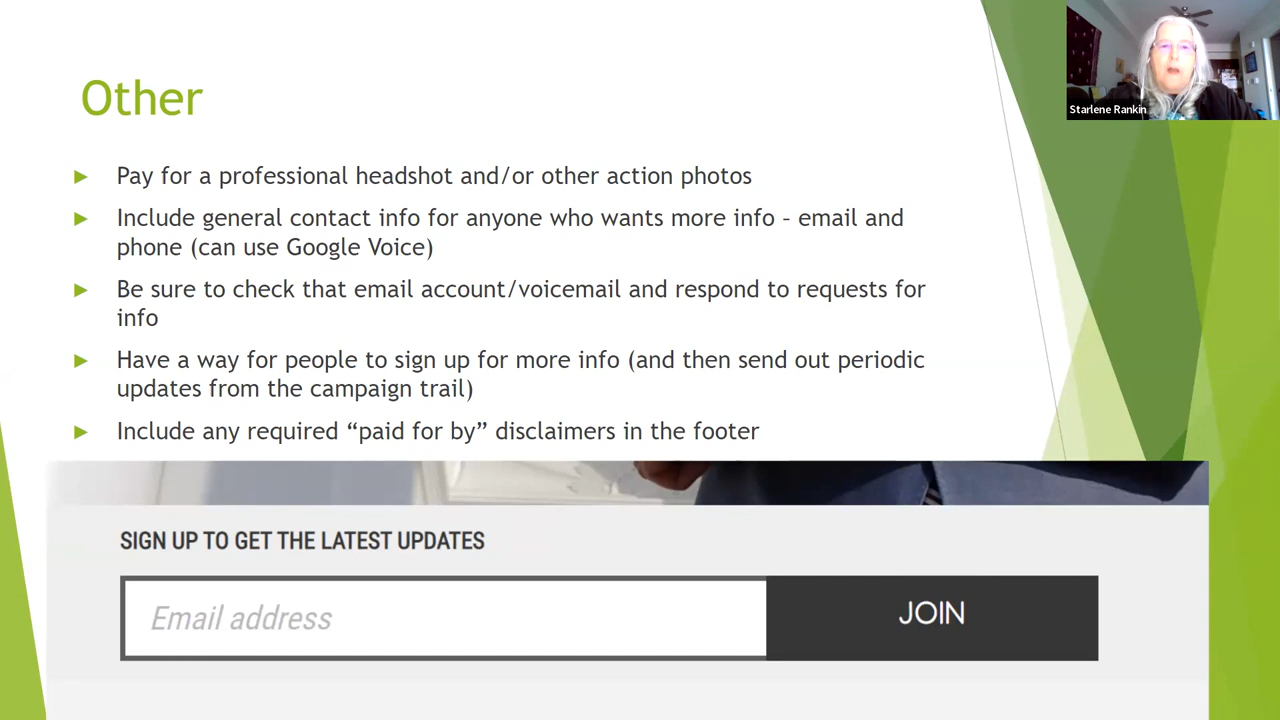 Other
Starlene Rankin
► Pay for a professional headshot and/or other action photos
► Include general contact info for anyone who wants more info – email and
phone (can use Google Voice)
► Be sure to check that email account/voicemail and respond to requests for
info
► Have a way for people to sign up for more info (and then send out periodic
updates from the campaign trail)
► Include any required “paid for by” disclaimers in the footer
SIGN UP TO GET THE LATEST UPDATES
Email address
JOIN